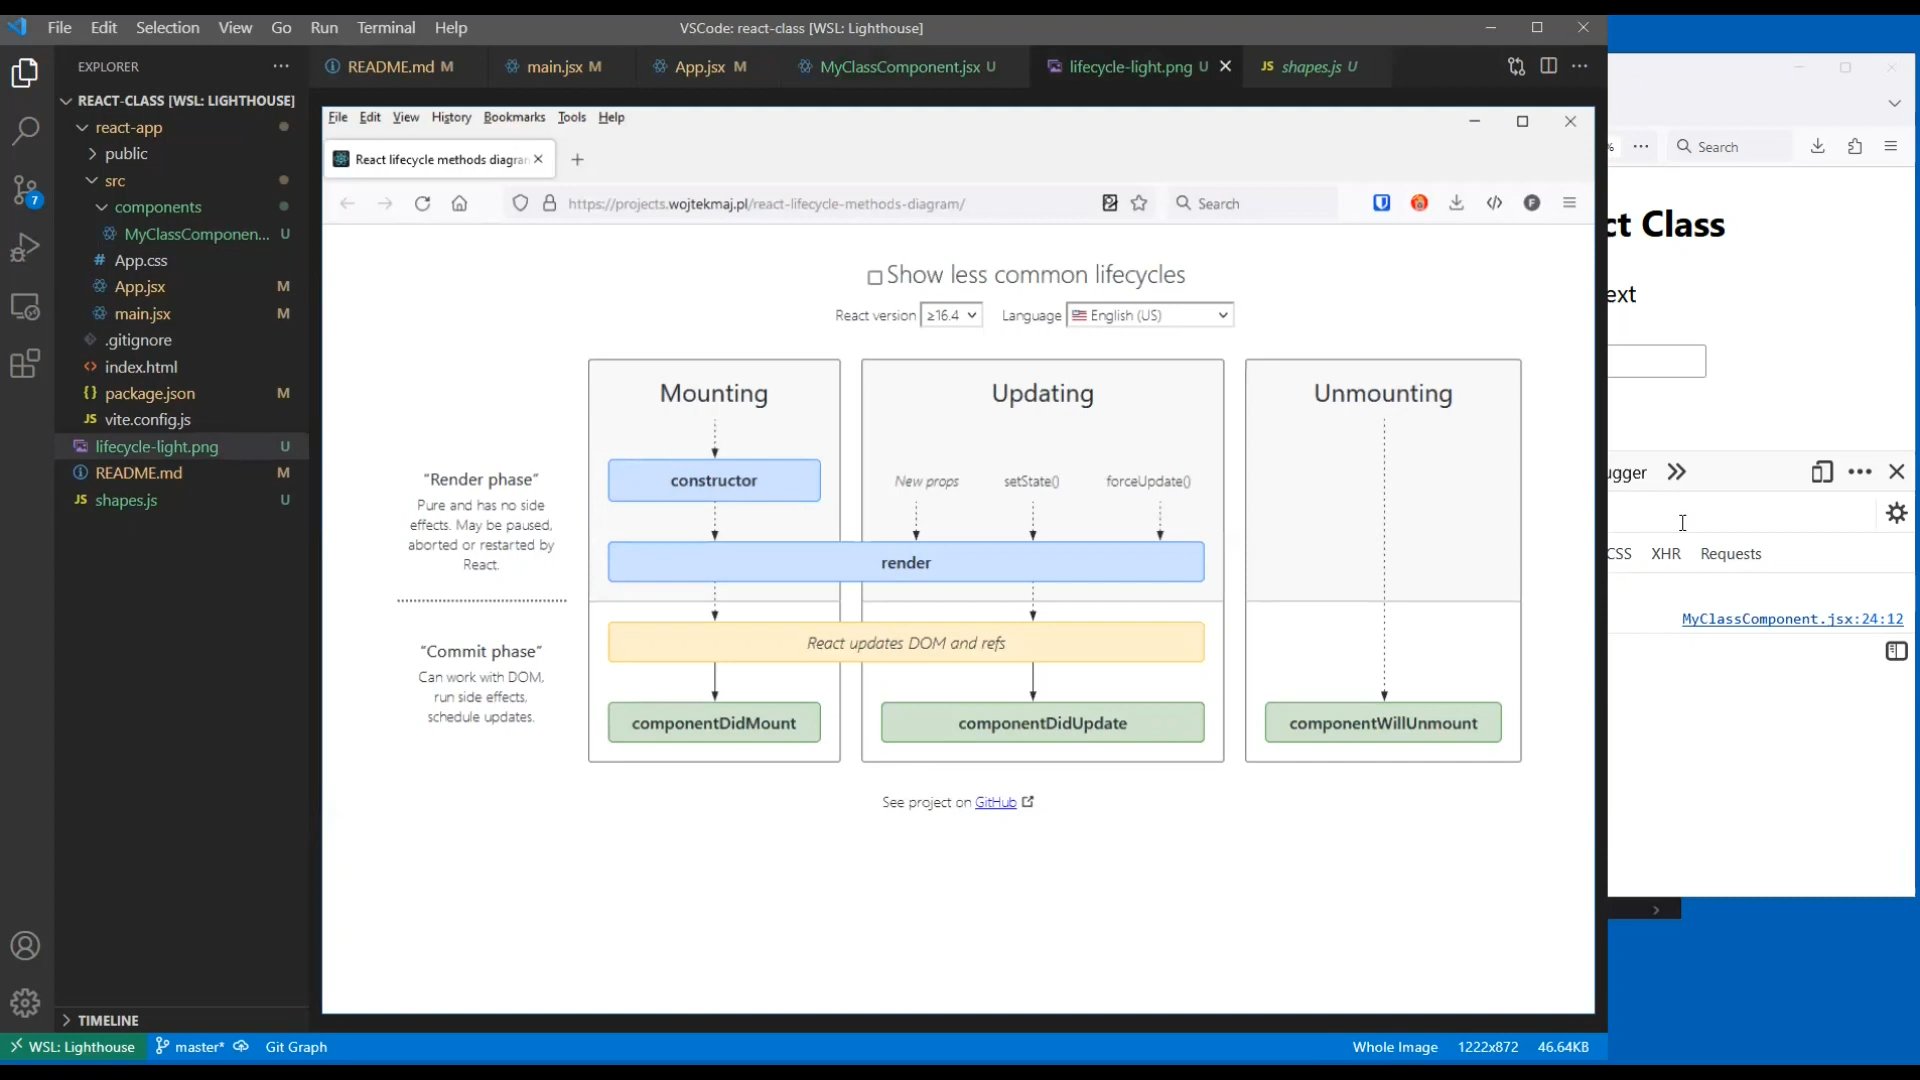 File Edit Selection View Go Run Terminal Help
VSCode: react-class [WSL: Lighthouse]
EXPLORER
README.md M
main.jsx M
App.jsx M
MyClassComponent.jsx U
lifecycle-light.png U
JS shapes.js U
REACT-CLASS [WSL: LIGHTHOUSE]
react-app
public
src
components
MyClassComponen... U
# App.css
App.jsx M
main.jsx M
.gitignore
<> index.html
{} package.json M
JS vite.config.js
lifecycle-light.png U
README.md M
JS shapes.js U
TIMELINE
7
File Edit View History Bookmarks Tools Help
React lifecycle methods diagran
https://projects.wojtekmaj.pl/react-lifecycle-methods-diagram/
Search
F
Show less common lifecycles
React version ≥16.4 Language English (US)
Mounting
Updating
Unmounting
"Render phase"
Pure and has no side
effects. May be paused,
aborted or restarted by
React.
constructor
New props setState() forceUpdate()
render
"Commit phase"
Can work with DOM,
run side effects,
schedule updates.
React updates DOM and refs
componentDidMount
componentDidUpdate
componentWillUnmount
See project on GitHub
% Search
ct Class
ext
ugger
CSS XHR Requests
MyClassComponent.jsx:24:12
WSL: Lighthouse master* Git Graph
Whole Image 1222x872 46.64KB